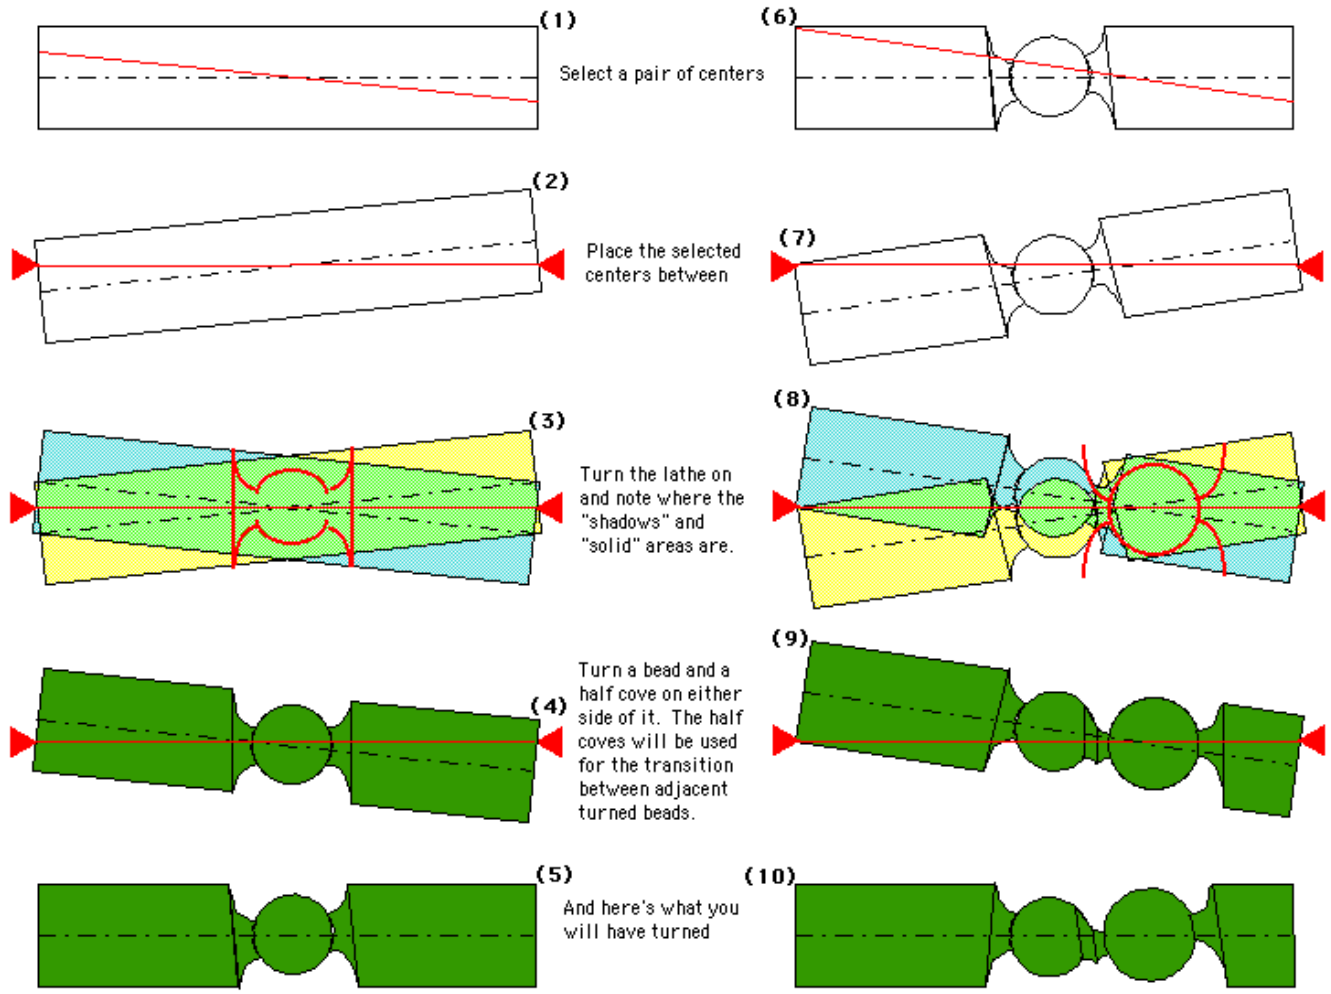 (1)
(6)
Select a pair of centers
(2)
(7)
Place the selected
centers between
(3)
(8)
Turn the lathe on
and note where the
"shadows" and
"solid" areas are.
(4)
(9)
Turn a bead and a
half cove on either
side of it. The half
coves will be used
for the transition
between adjacent
turned beads.
(5)
(10)
And here's what you
will have turned